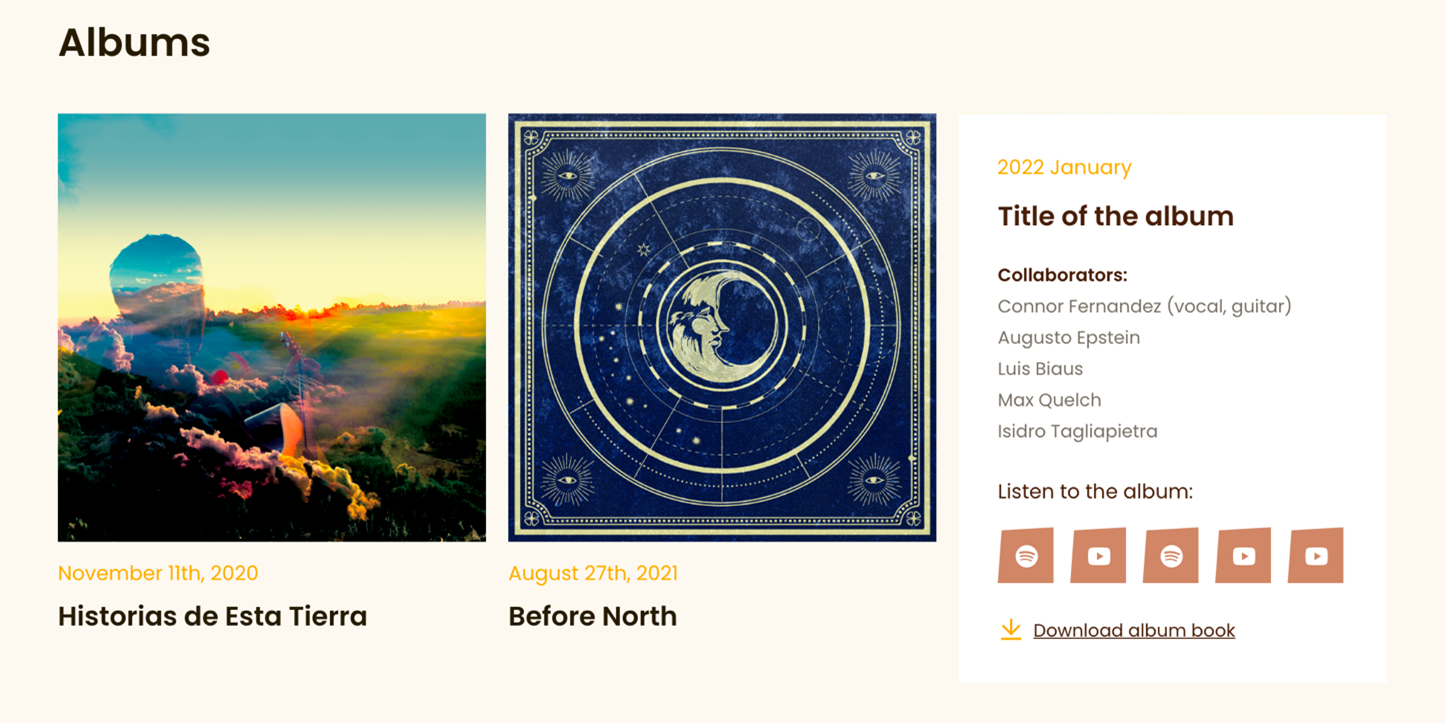 Albums
November 11th, 2020
Historias de Esta Tierra
August 27th, 2021
Before North
2022 January
Title of the album
Collaborators:
Connor Fernandez (vocal, guitar)
Augusto Epstein
Luis Biaus
Max Quelch
Isidro Tagliapietra
Listen to the album:
Download album book